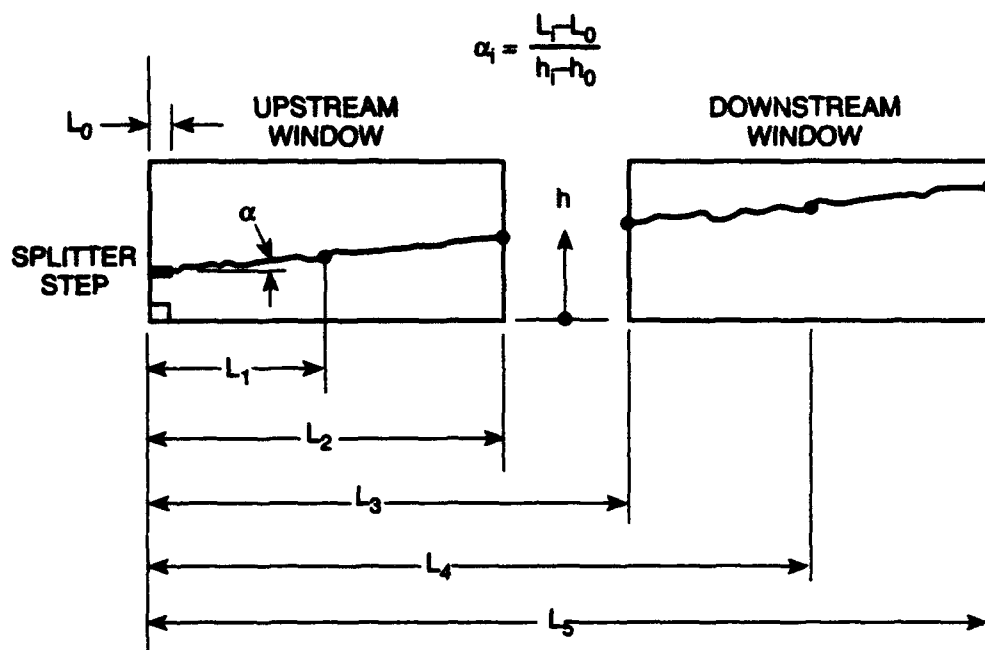 αᵢ = Lᵢ–L₀ / hᵢ–h₀
L₀
UPSTREAM
WINDOW
DOWNSTREAM
WINDOW
α
h
SPLITTER
STEP
L₁
L₂
L₃
L₄
L₅